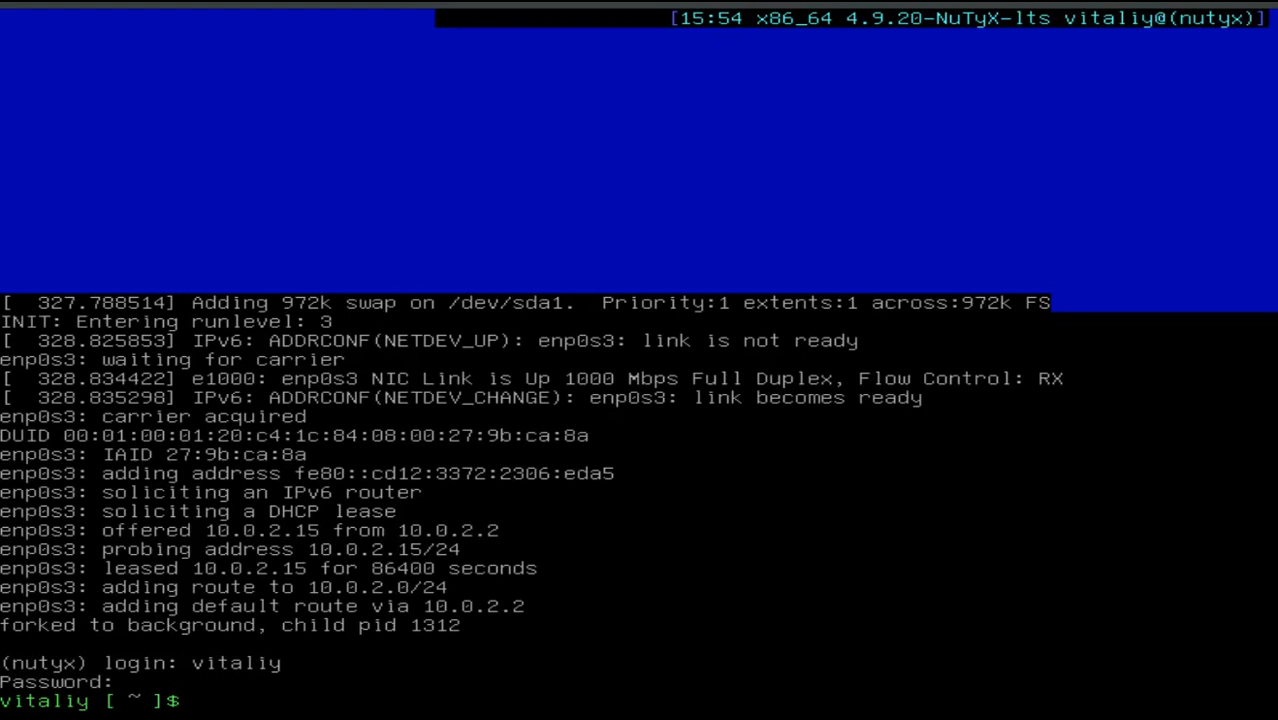 [15:54 x86_64 4.9.20-NuTyX-lts vitaliy@(nutyx)]
[  327.788514] Adding 972k swap on /dev/sda1.  Priority:1 extents:1 across:972k FS
INIT: Entering runlevel: 3
[  328.825853] IPv6: ADDRCONF(NETDEV_UP): enp0s3: link is not ready
enp0s3: waiting for carrier
[  328.834422] e1000: enp0s3 NIC Link is Up 1000 Mbps Full Duplex, Flow Control: RX
[  328.835298] IPv6: ADDRCONF(NETDEV_CHANGE): enp0s3: link becomes ready
enp0s3: carrier acquired
DUID 00:01:00:01:20:c4:1c:84:08:00:27:9b:ca:8a
enp0s3: IAID 27:9b:ca:8a
enp0s3: adding address fe80::cd12:3372:2306:eda5
enp0s3: soliciting an IPv6 router
enp0s3: soliciting a DHCP lease
enp0s3: offered 10.0.2.15 from 10.0.2.2
enp0s3: probing address 10.0.2.15/24
enp0s3: leased 10.0.2.15 for 86400 seconds
enp0s3: adding route to 10.0.2.0/24
enp0s3: adding default route via 10.0.2.2
forked to background, child pid 1312
(nutyx) login: vitaliy
Password:
vitaliy [ ~ ]$